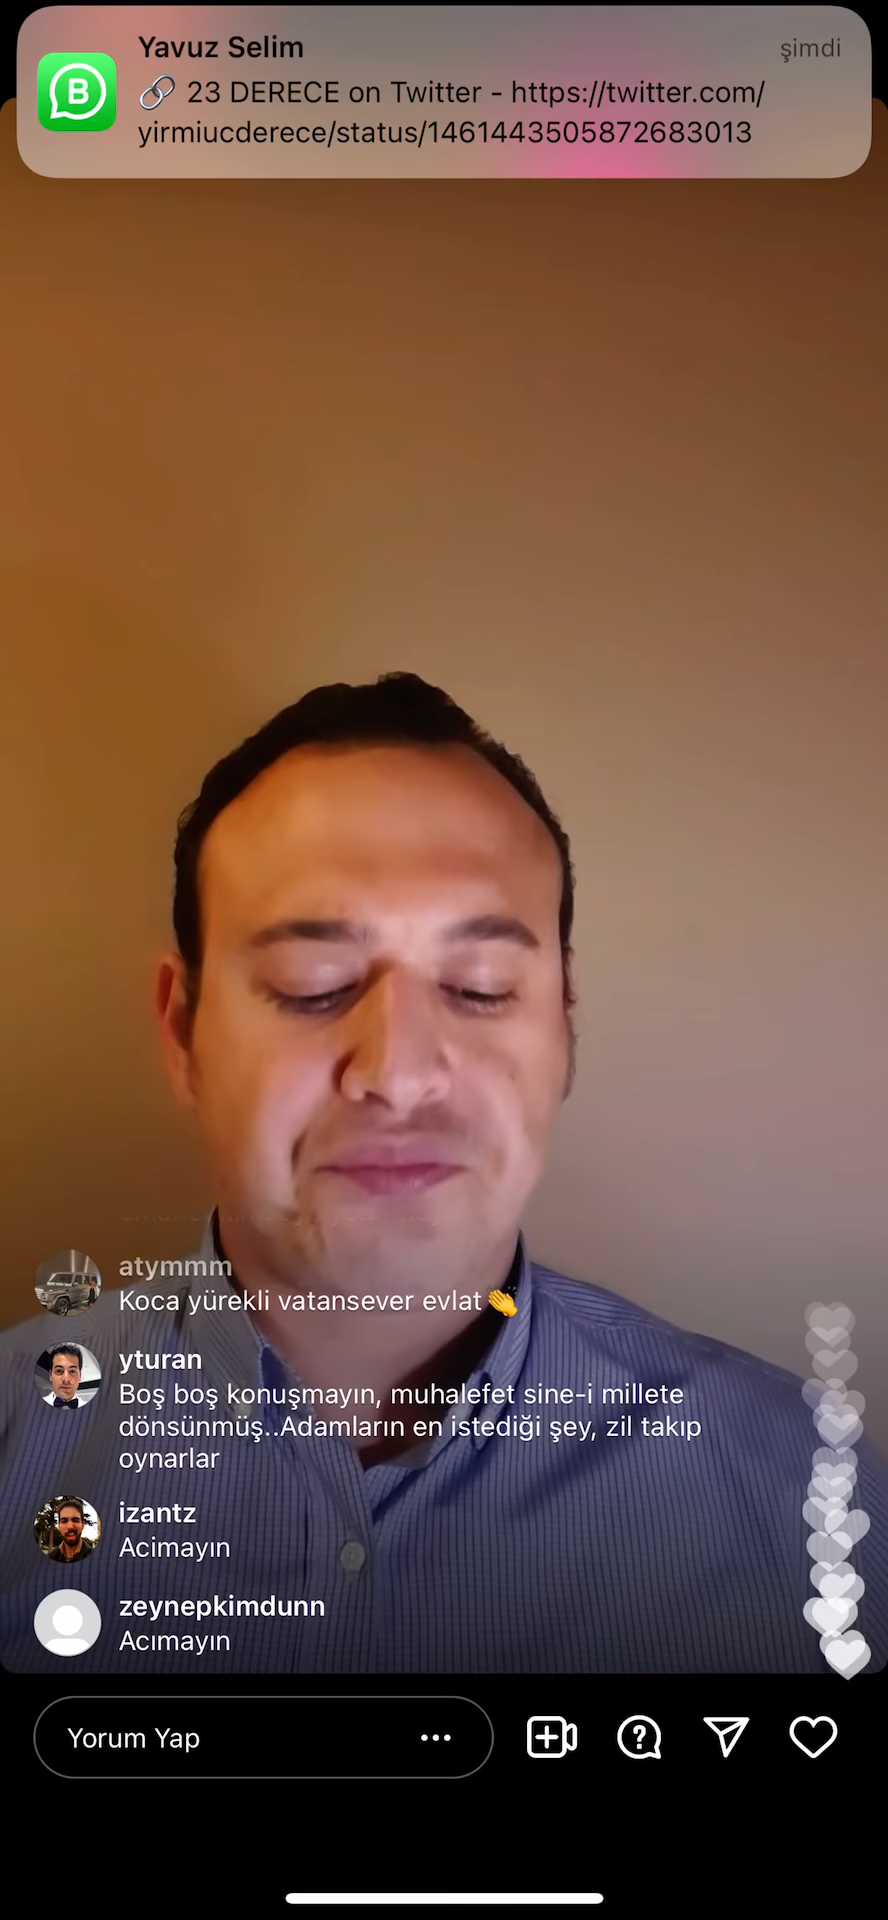 Yavuz Selim
şimdi
🔗 23 DERECE on Twitter - https://twitter.com/
yirmiucderece/status/1461443505872683013
B
atymmm
Koca yürekli vatansever evlat👏
yturan
Boş boş konuşmayın, muhalefet sine-i millete
dönsünmüş..Adamların en istediği şey, zil takıp
oynarlar
izantz
Acimayın
zeynepkimdunn
Acımayın
Yorum Yap